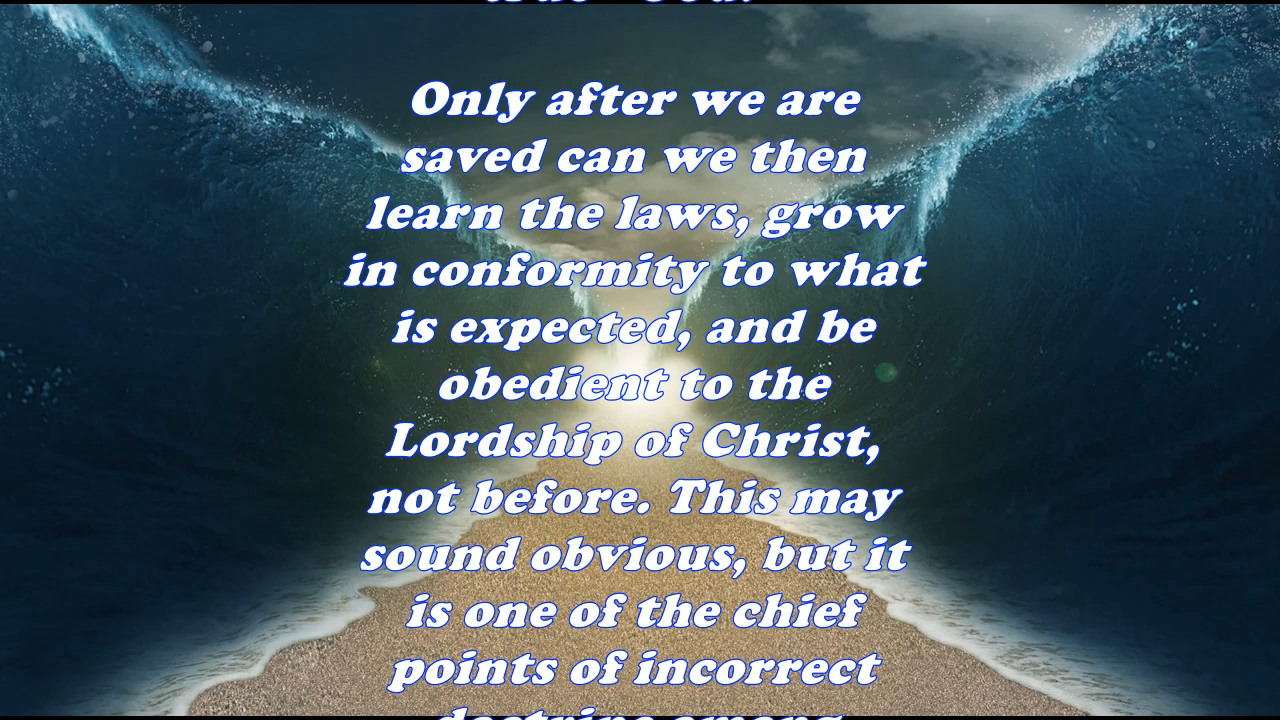 Only after we are
saved can we then
learn the laws, grow
in conformity to what
is expected, and be
obedient to the
Lordship of Christ,
not before. This may
sound obvious, but it
is one of the chief
points of incorrect